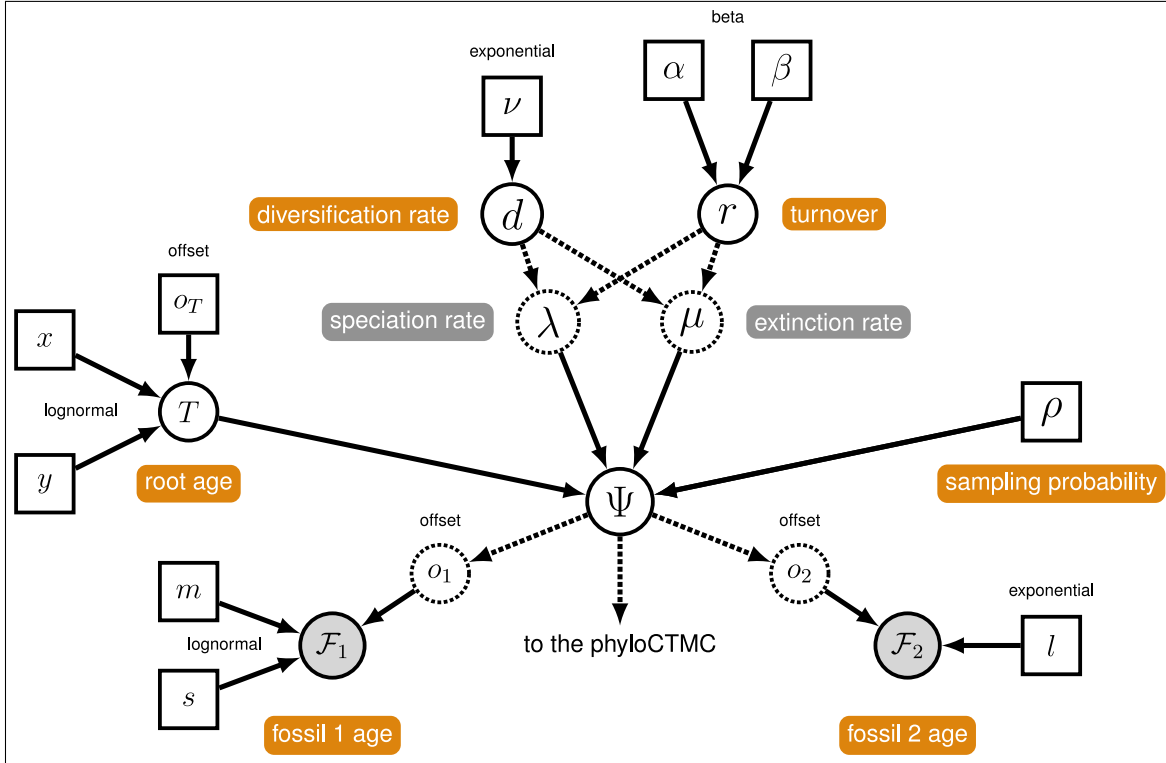 beta
exponential
α
β
ν
diversification rate
d
r
turnover
offset
o_T
speciation rate
λ
μ
extinction rate
x
lognormal
T
ρ
y
root age
sampling probability
Ψ
offset
offset
o_1
o_2
m
exponential
lognormal
F_1
to the phyloCTMC
F_2
l
s
fossil 1 age
fossil 2 age